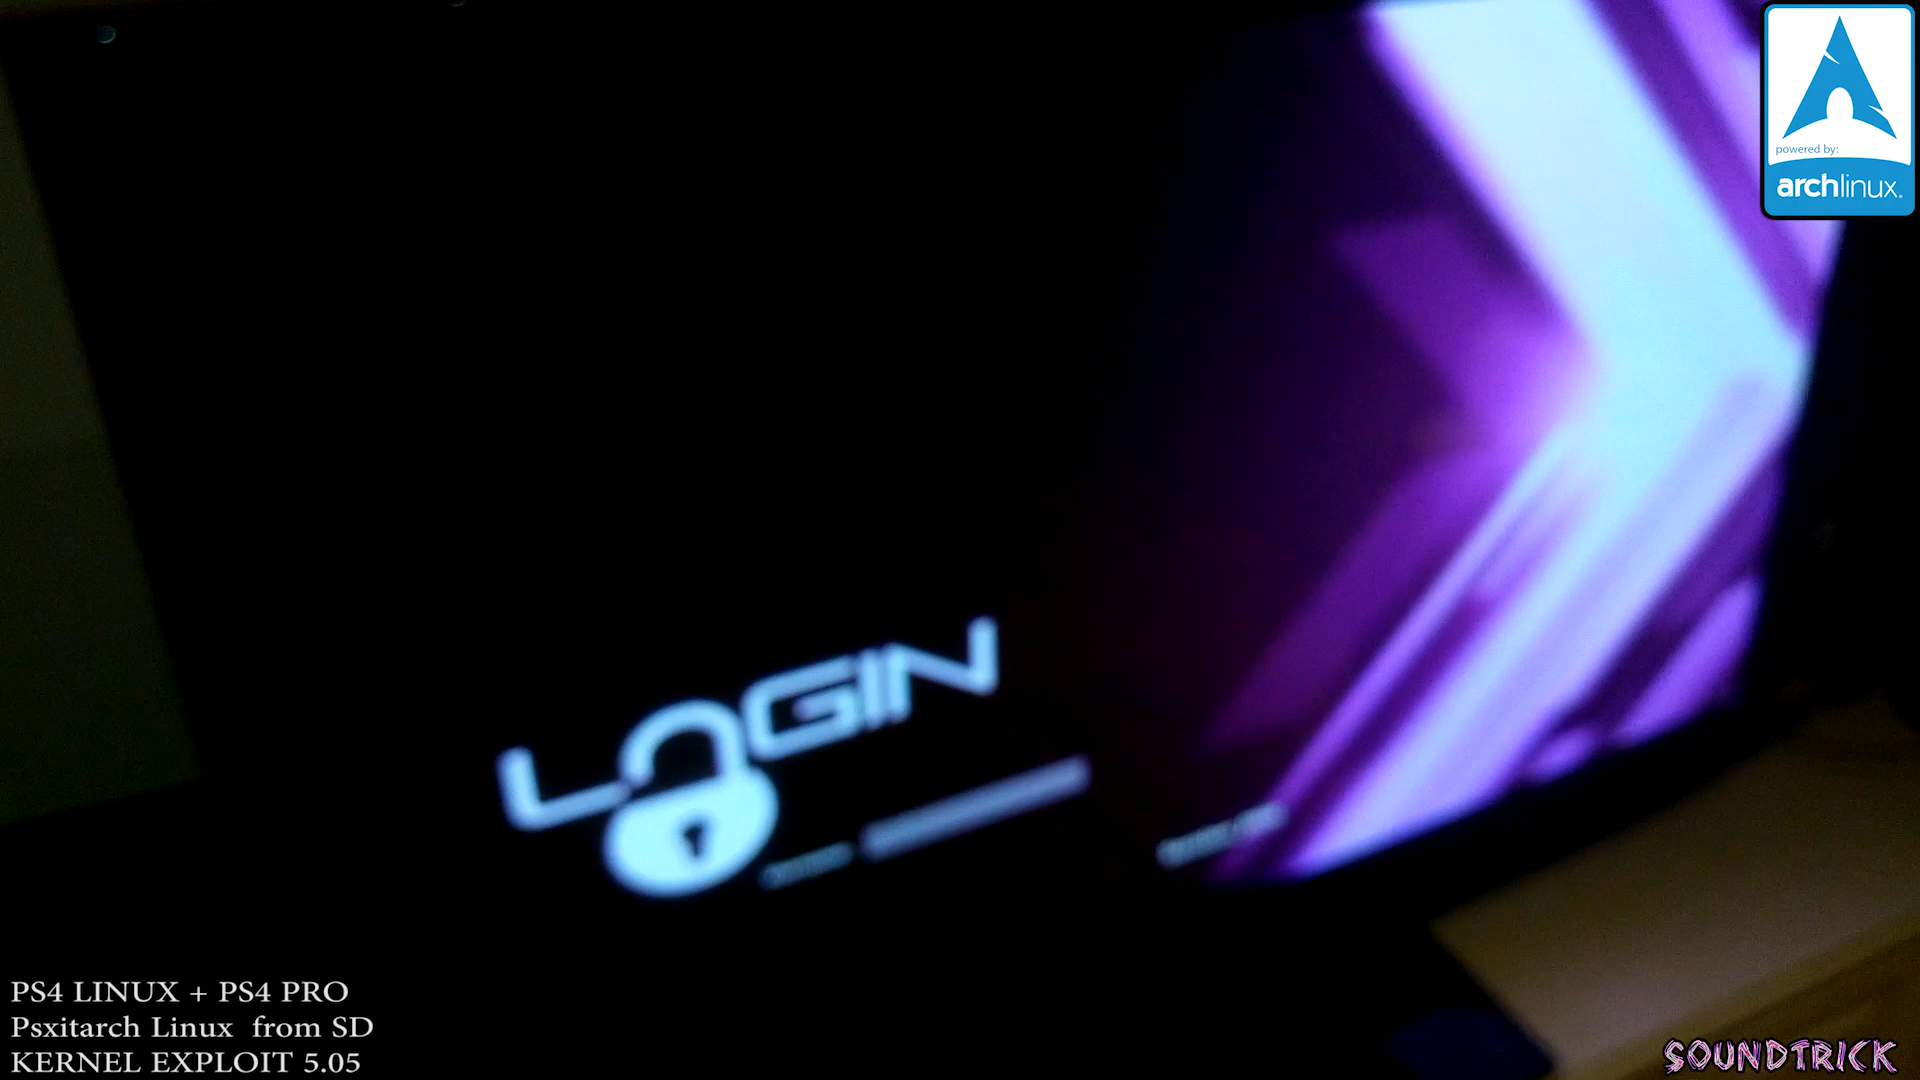 powered by:
archlinux.
LOGIN
PS4 LINUX + PS4 PRO
Psxitarch Linux from SD
KERNEL EXPLOIT 5.05
SOUNDTRICK